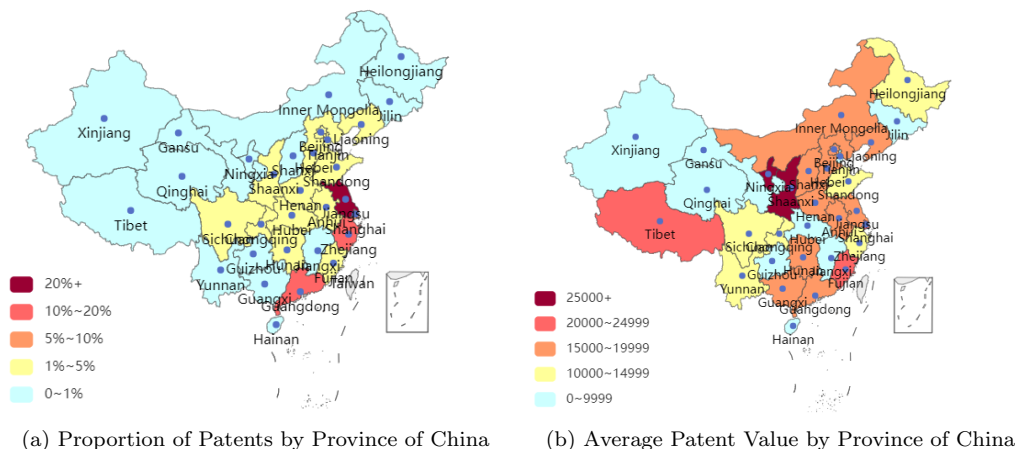 Heilongjiang
Jilin
Inner Mongolia
Liaoning
Xinjiang
Gansu
Beijing
Tianjin
Hebei
Ningxia
Shanxi
Shaanxi
Shandong
Qinghai
Henan
Jiangsu
Tibet
Anhui
Shanghai
Sichuan
Chongqing
Hubei
Zhejiang
Guizhou
Hunan
Jiangxi
Fujian
Taiwan
Yunnan
Guangxi
Guangdong
Hainan
20%+
10%~20%
5%~10%
1%~5%
0~1%
(a) Proportion of Patents by Province of China
Heilongjiang
Inner Mongolia
Jilin
Xinjiang
Gansu
Beijing
Liaoning
Tianjin
Ningxia
Shanxi
Hebei
Qinghai
Shandong
Shaanxi
Henan
Jiangsu
Tibet
Anhui
Shanghai
Sichuan
Chongqing
Hubei
Zhejiang
Guizhou
Hunan
Jiangxi
Fujian
Yunnan
Guangxi
Guangdong
Hainan
25000+
20000~24999
15000~19999
10000~14999
0~9999
(b) Average Patent Value by Province of China